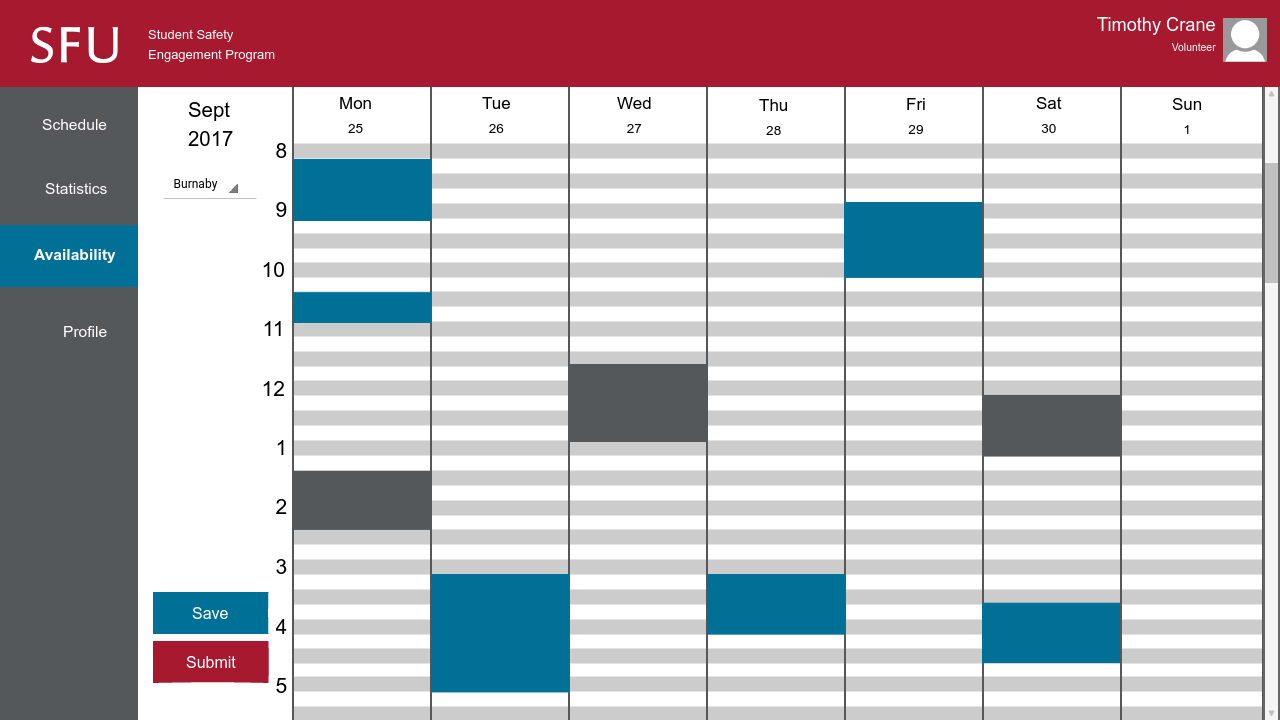 SFU
Student Safety
Engagement Program
Timothy Crane
Volunteer
Schedule
Statistics
Availability
Profile
Sept
2017
Burnaby
Save
Submit
Mon
25
Tue
26
Wed
27
Thu
28
Fri
29
Sat
30
Sun
1
8
9
10
11
12
1
2
3
4
5